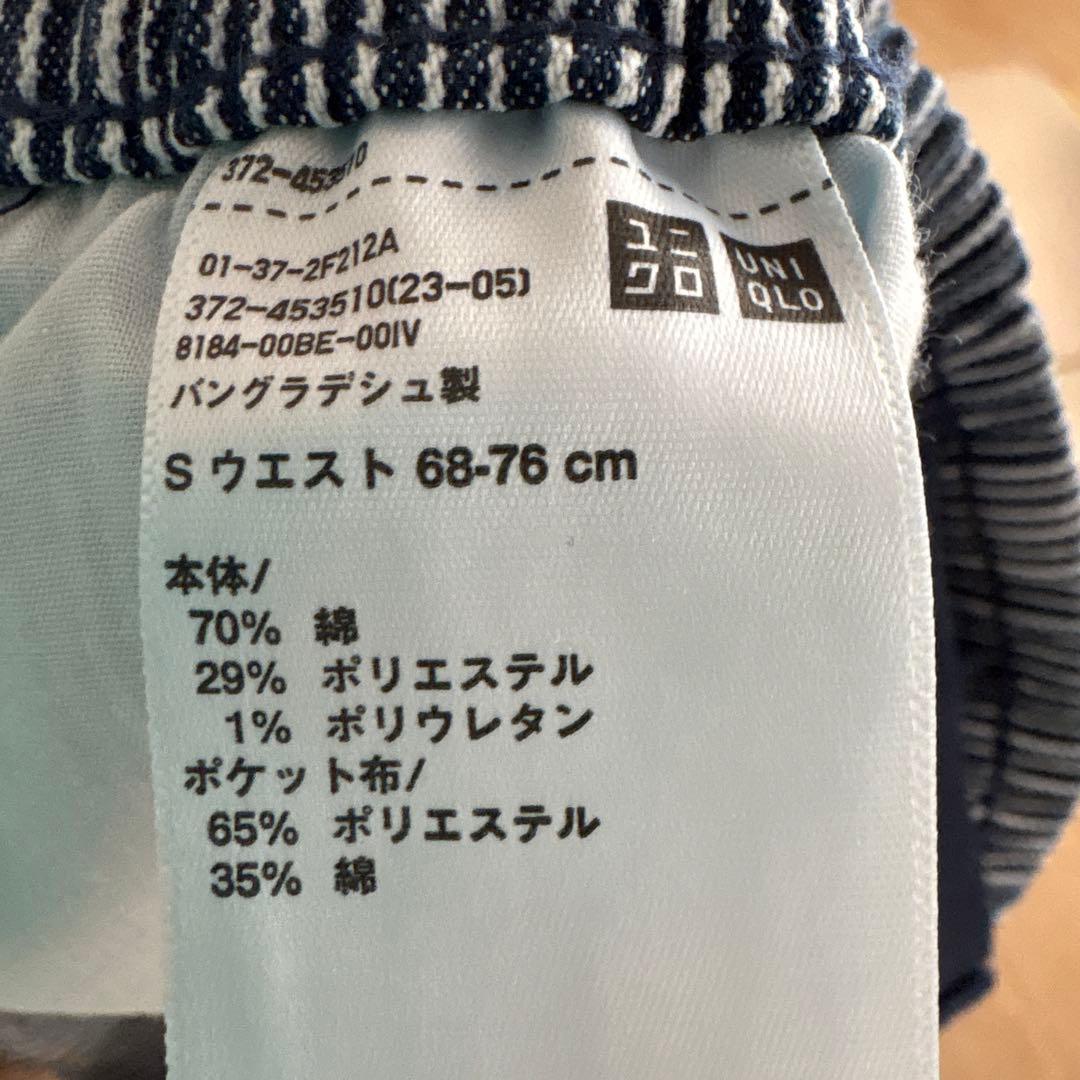 372-453510
01-37-2F212A
372-453510(23-05)
8184-00BE-00IV
バングラデシュ製
ユニ
クロ
UNI
QLO
S ウエスト 68-76 cm
本体/
70% 綿
29% ポリエステル
1% ポリウレタン
ポケット布/
65% ポリエステル
35% 綿